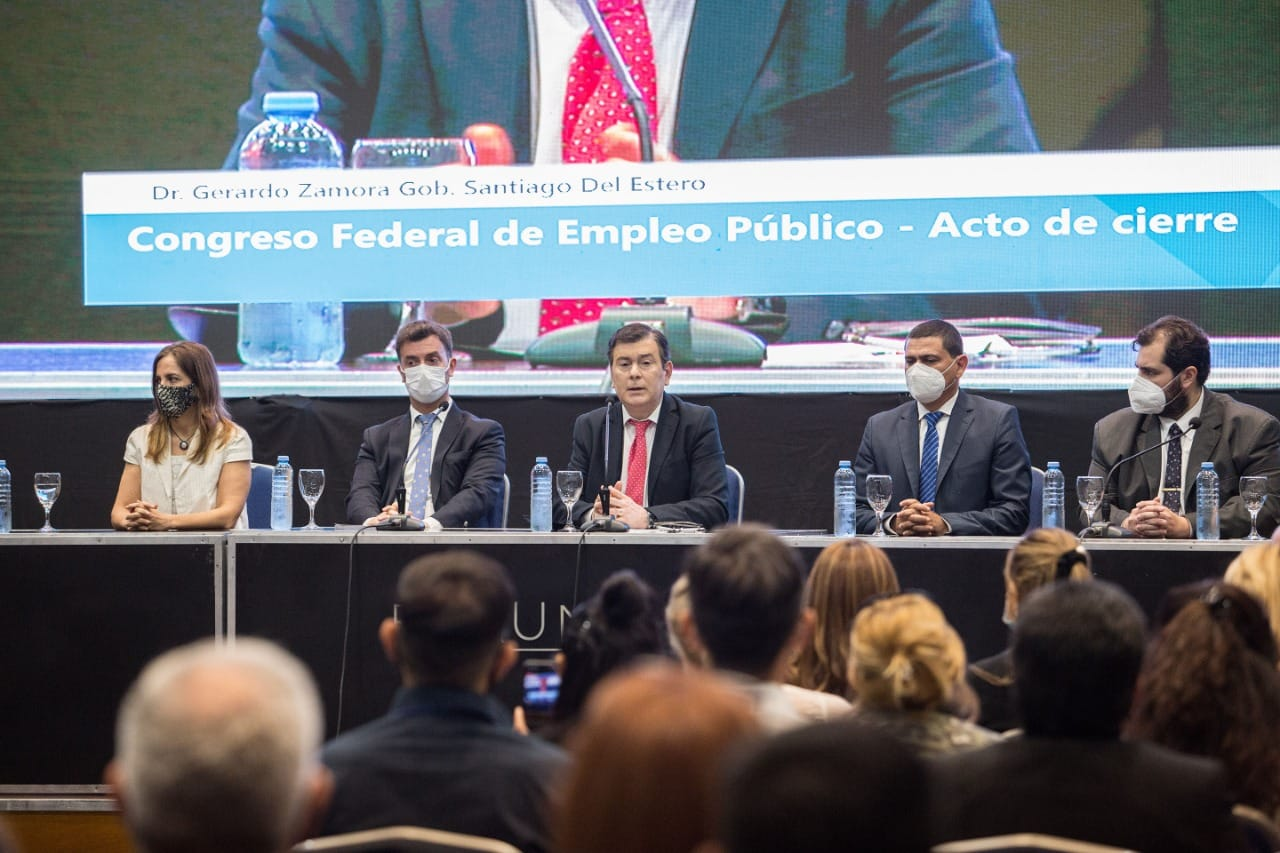 Dr. Gerardo Zamora Gob. Santiago Del Estero
Congreso Federal de Empleo Público - Acto de cierre